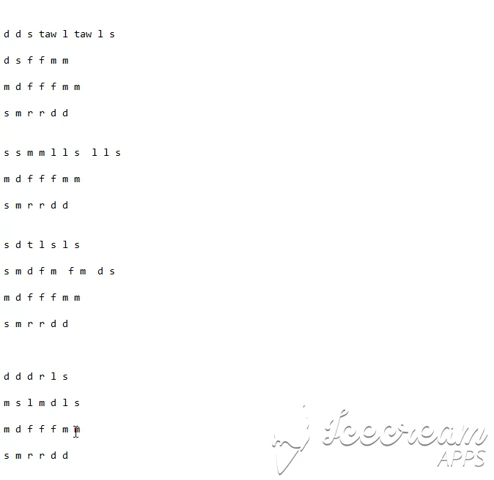 d d s taw l taw l s
d s f f m m
m d f f f m m
s m r r d d
s s m m l l s l l s
m d f f f m m
s m r r d d
s d t l s l s
s m d f m f m d s
m d f f f m m
s m r r d d
d d d r l s
m s l m d l s
m d f f f m m
s m r r d d
Icecream
APPS